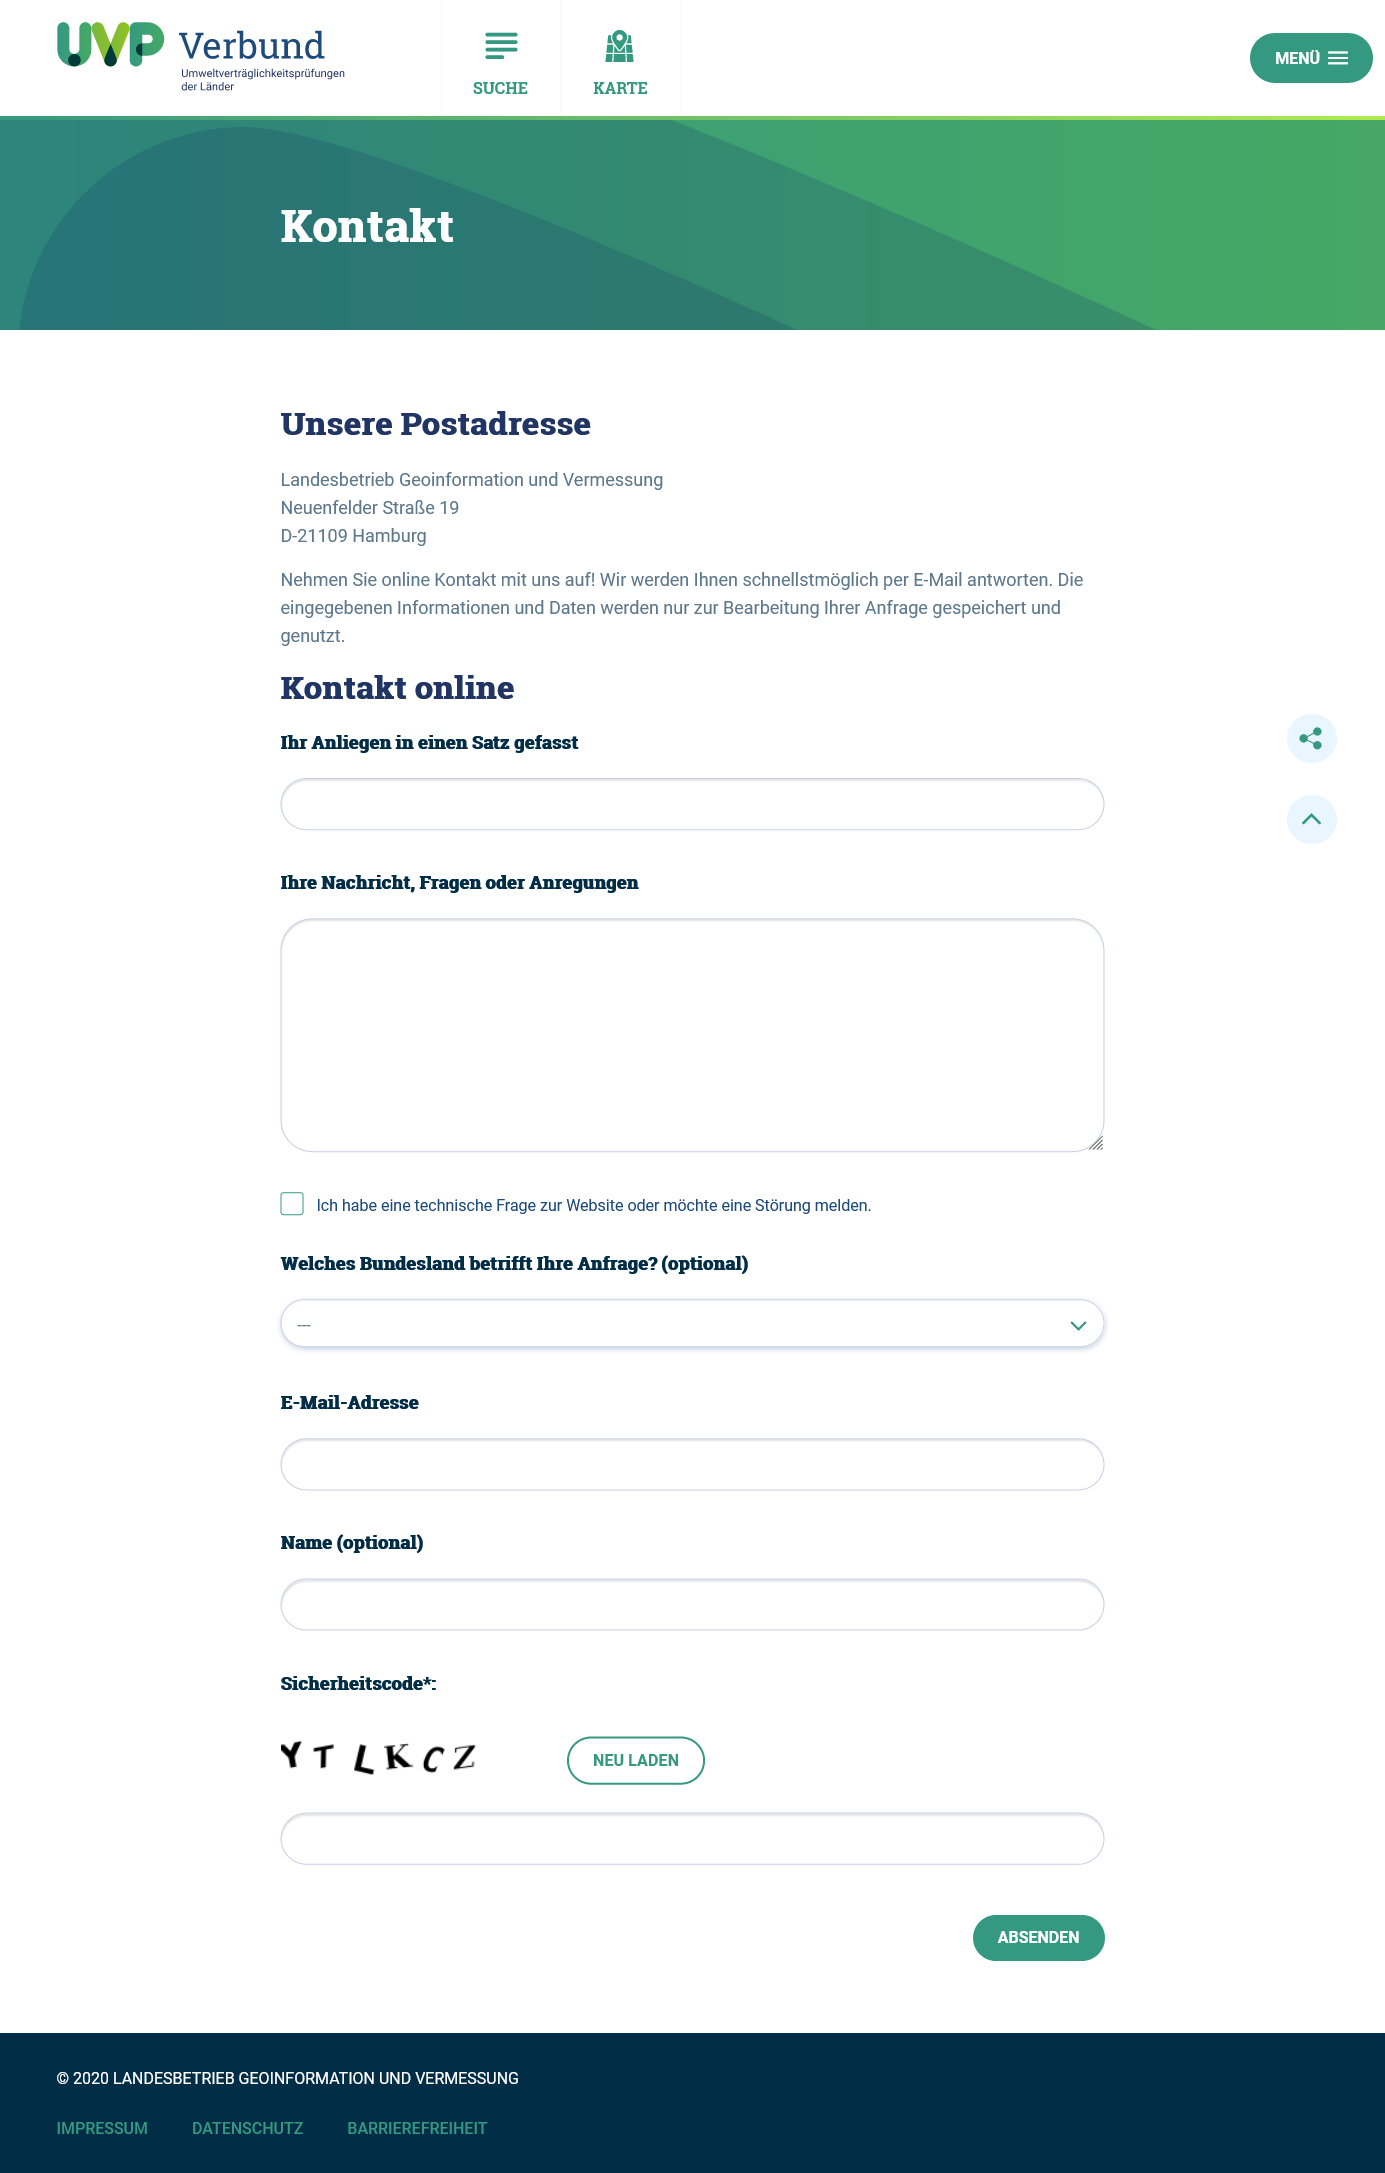 UVP Verbund
Umweltverträglichkeitsprüfungen
der Länder
SUCHE
KARTE
MENÜ
Kontakt
Unsere Postadresse
Landesbetrieb Geoinformation und Vermessung
Neuenfelder Straße 19
D-21109 Hamburg
Nehmen Sie online Kontakt mit uns auf! Wir werden Ihnen schnellstmöglich per E-Mail antworten. Die
eingegebenen Informationen und Daten werden nur zur Bearbeitung Ihrer Anfrage gespeichert und
genutzt.
Kontakt online
Ihr Anliegen in einen Satz gefasst
Ihre Nachricht, Fragen oder Anregungen
Ich habe eine technische Frage zur Website oder möchte eine Störung melden.
Welches Bundesland betrifft Ihre Anfrage? (optional)
---
E-Mail-Adresse
Name (optional)
Sicherheitscode*:
YTLKCZ
NEU LADEN
ABSENDEN
© 2020 LANDESBETRIEB GEOINFORMATION UND VERMESSUNG
IMPRESSUM
DATENSCHUTZ
BARRIEREFREIHEIT